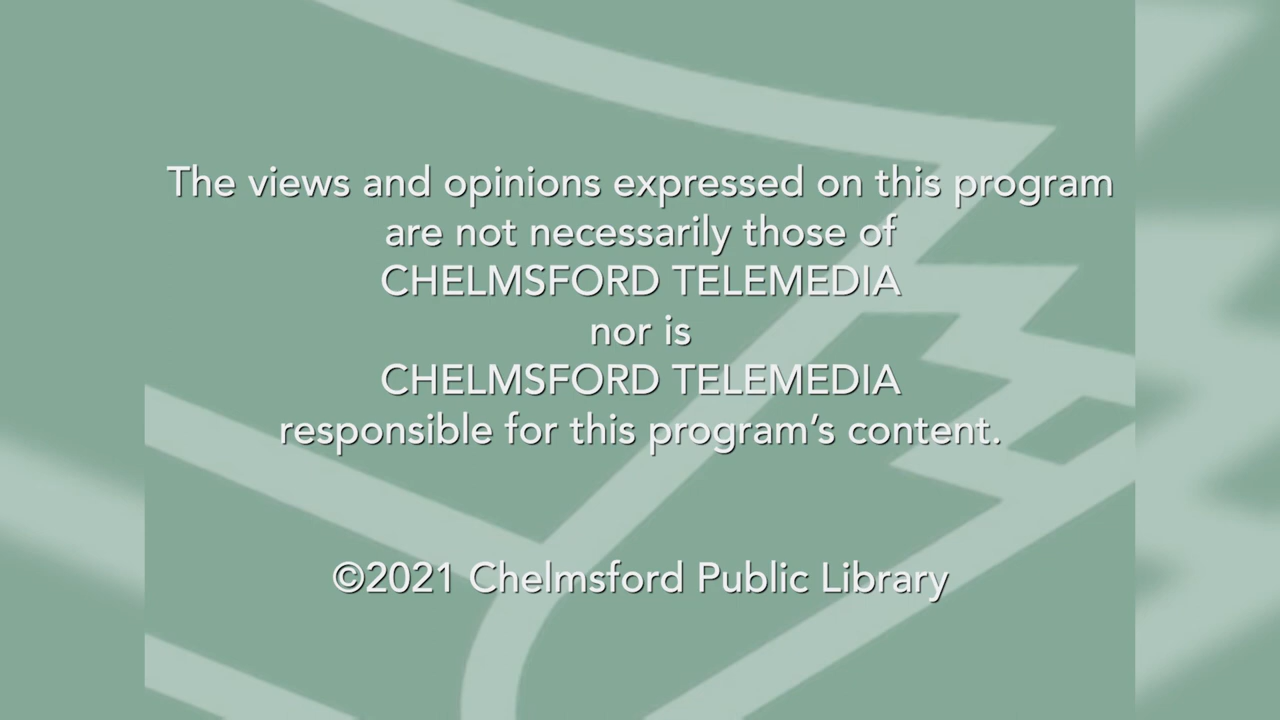 The views and opinions expressed on this program
are not necessarily those of
CHELMSFORD TELEMEDIA
nor is
CHELMSFORD TELEMEDIA
responsible for this program’s content.
©2021 Chelmsford Public Library